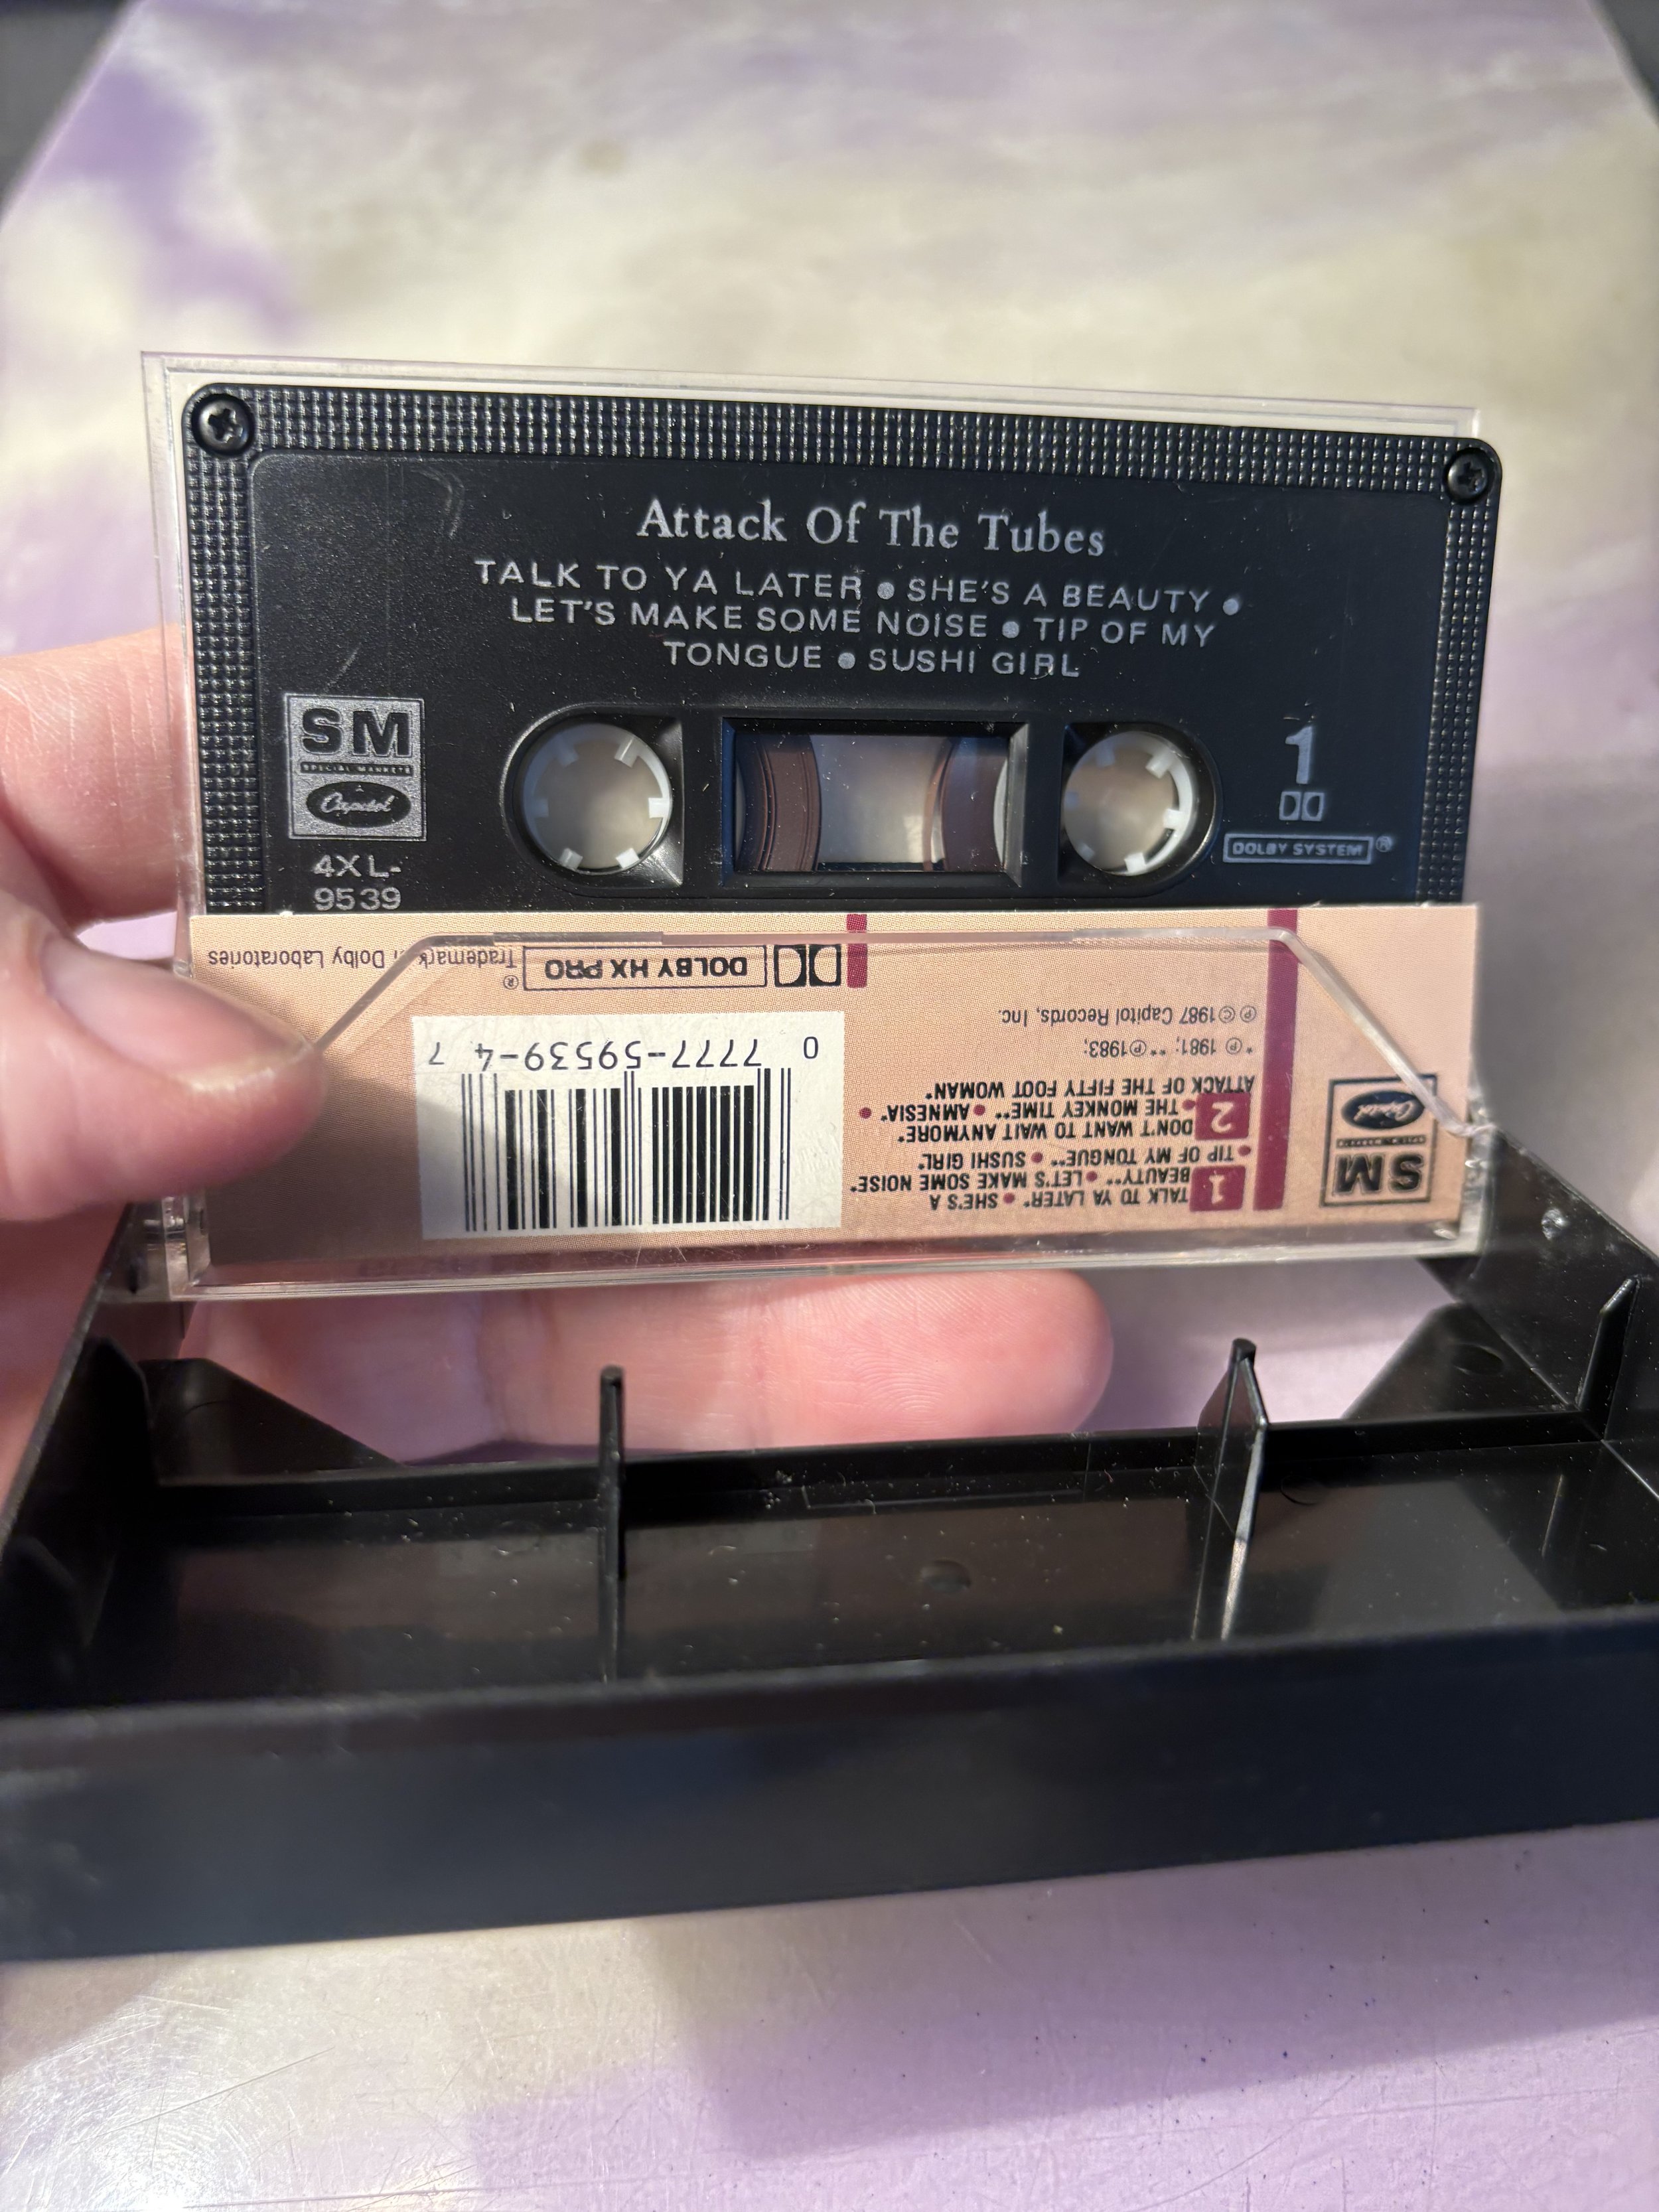 Attack Of The Tubes
TALK TO YA LATER ● SHE'S A BEAUTY ●
LET'S MAKE SOME NOISE ● TIP OF MY
TONGUE ● SUSHI GIRL
SM
SPECIAL MARKETS
Capitol
4XL-
9539
1
DOLBY SYSTEM®
SM
SPECIAL MARKETS
Capitol
1 TALK TO YA LATER* ● SHE'S A
BEAUTY** ● LET'S MAKE SOME NOISE*
● TIP OF MY TONGUE** ● SUSHI GIRL*
2 DON'T WANT TO WAIT ANYMORE*
● THE MONKEY TIME** ● AMNESIA* ●
ATTACK OF THE FIFTY FOOT WOMAN*
* ℗ 1981; ** ℗ 1983;
℗ © 1987 Capitol Records, Inc.
0 7777-59539-4 7
DOLBY HX PRO ®
Trademark Dolby Laboratories